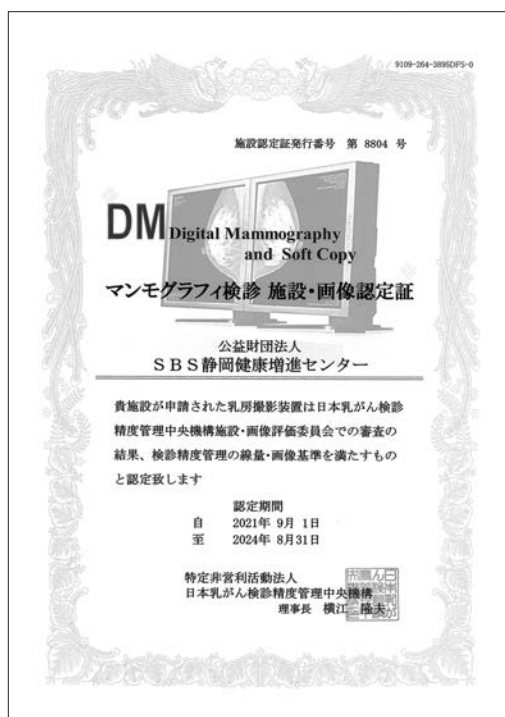 9109-264-3895DFS-0
施設認定証発行番号 第 8804 号
DM Digital Mammography
and Soft Copy
マンモグラフィ検診 施設・画像認定証
公益財団法人
SBS静岡健康増進センター
貴施設が申請された乳房撮影装置は日本乳がん検診
精度管理中央機構施設・画像評価委員会での審査の
結果、検診精度管理の線量・画像基準を満たすもの
と認定致します
認定期間
自 2021年 9月 1日
至 2024年 8月31日
特定非営利活動法人
日本乳がん検診精度管理中央機構
理事長 横江 隆夫